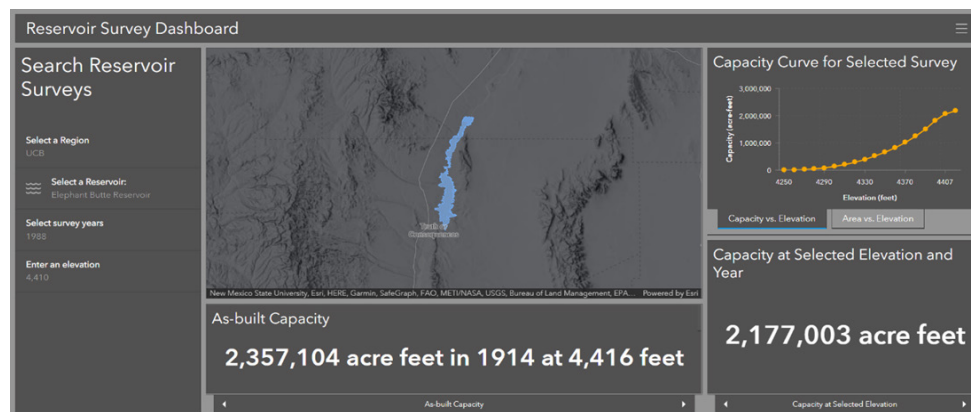 Reservoir Survey Dashboard
Search Reservoir
Surveys
Select a Region
UCB
Select a Reservoir:
Elephant Butte Reservoir
Select survey years
1988
Enter an elevation
4,410
Truth or
Consequences
New Mexico State University, Esri, HERE, Garmin, SafeGraph, FAO, METI/NASA, USGS, Bureau of Land Management, EPA... Powered by Esri
As-built Capacity
2,357,104 acre feet in 1914 at 4,416 feet
As-built Capacity
Capacity Curve for Selected Survey
Capacity (acre-feet)
3,000,000
2,000,000
1,000,000
0
4250 4290 4330 4370 4407
Elevation (feet)
Capacity vs. Elevation Area vs. Elevation
Capacity at Selected Elevation and
Year
2,177,003 acre feet
Capacity at Selected Elevation